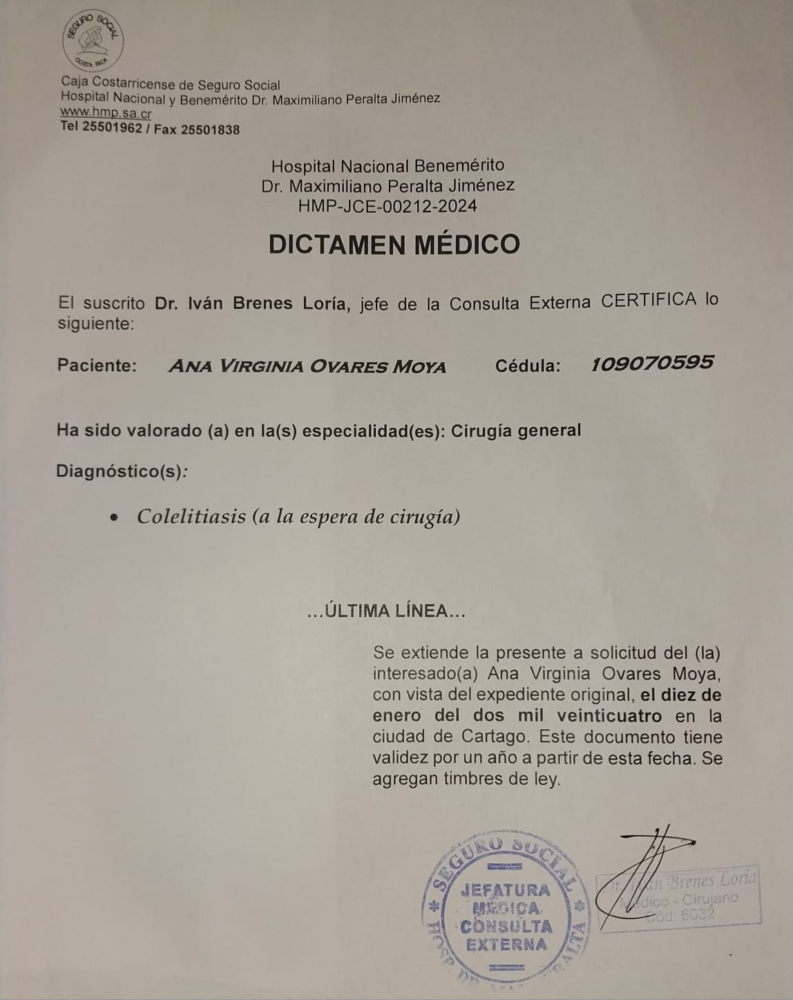 SEGURO SOCIAL
COSTA RICA
Caja Costarricense de Seguro Social
Hospital Nacional y Benemérito Dr. Maximiliano Peralta Jiménez
www.hmp.sa.cr
Tel 25501962 / Fax 25501838
Hospital Nacional Benemérito
Dr. Maximiliano Peralta Jiménez
HMP-JCE-00212-2024
DICTAMEN MÉDICO
El suscrito Dr. Iván Brenes Loría, jefe de la Consulta Externa CERTIFICA lo
siguiente:
Paciente: ANA VIRGINIA OVARES MOYA Cédula: 109070595
Ha sido valorado (a) en la(s) especialidad(es): Cirugía general
Diagnóstico(s):
• Colelitiasis (a la espera de cirugía)
...ÚLTIMA LÍNEA...
Se extiende la presente a solicitud del (la)
interesado(a) Ana Virginia Ovares Moya,
con vista del expediente original, el diez de
enero del dos mil veinticuatro en la
ciudad de Cartago. Este documento tiene
validez por un año a partir de esta fecha. Se
agregan timbres de ley.
* SEGURO SOCIAL *
JEFATURA
MEDICA
CONSULTA
EXTERNA
HOSP. DR.
Dr. Iván Brenes Loría
Médico - Cirujano
Cód: 6032